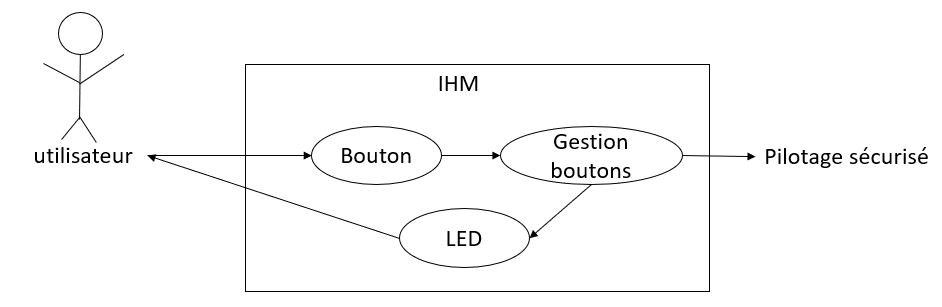 IHM
Gestion
boutons
Bouton
utilisateur
Pilotage sécurisé
LED